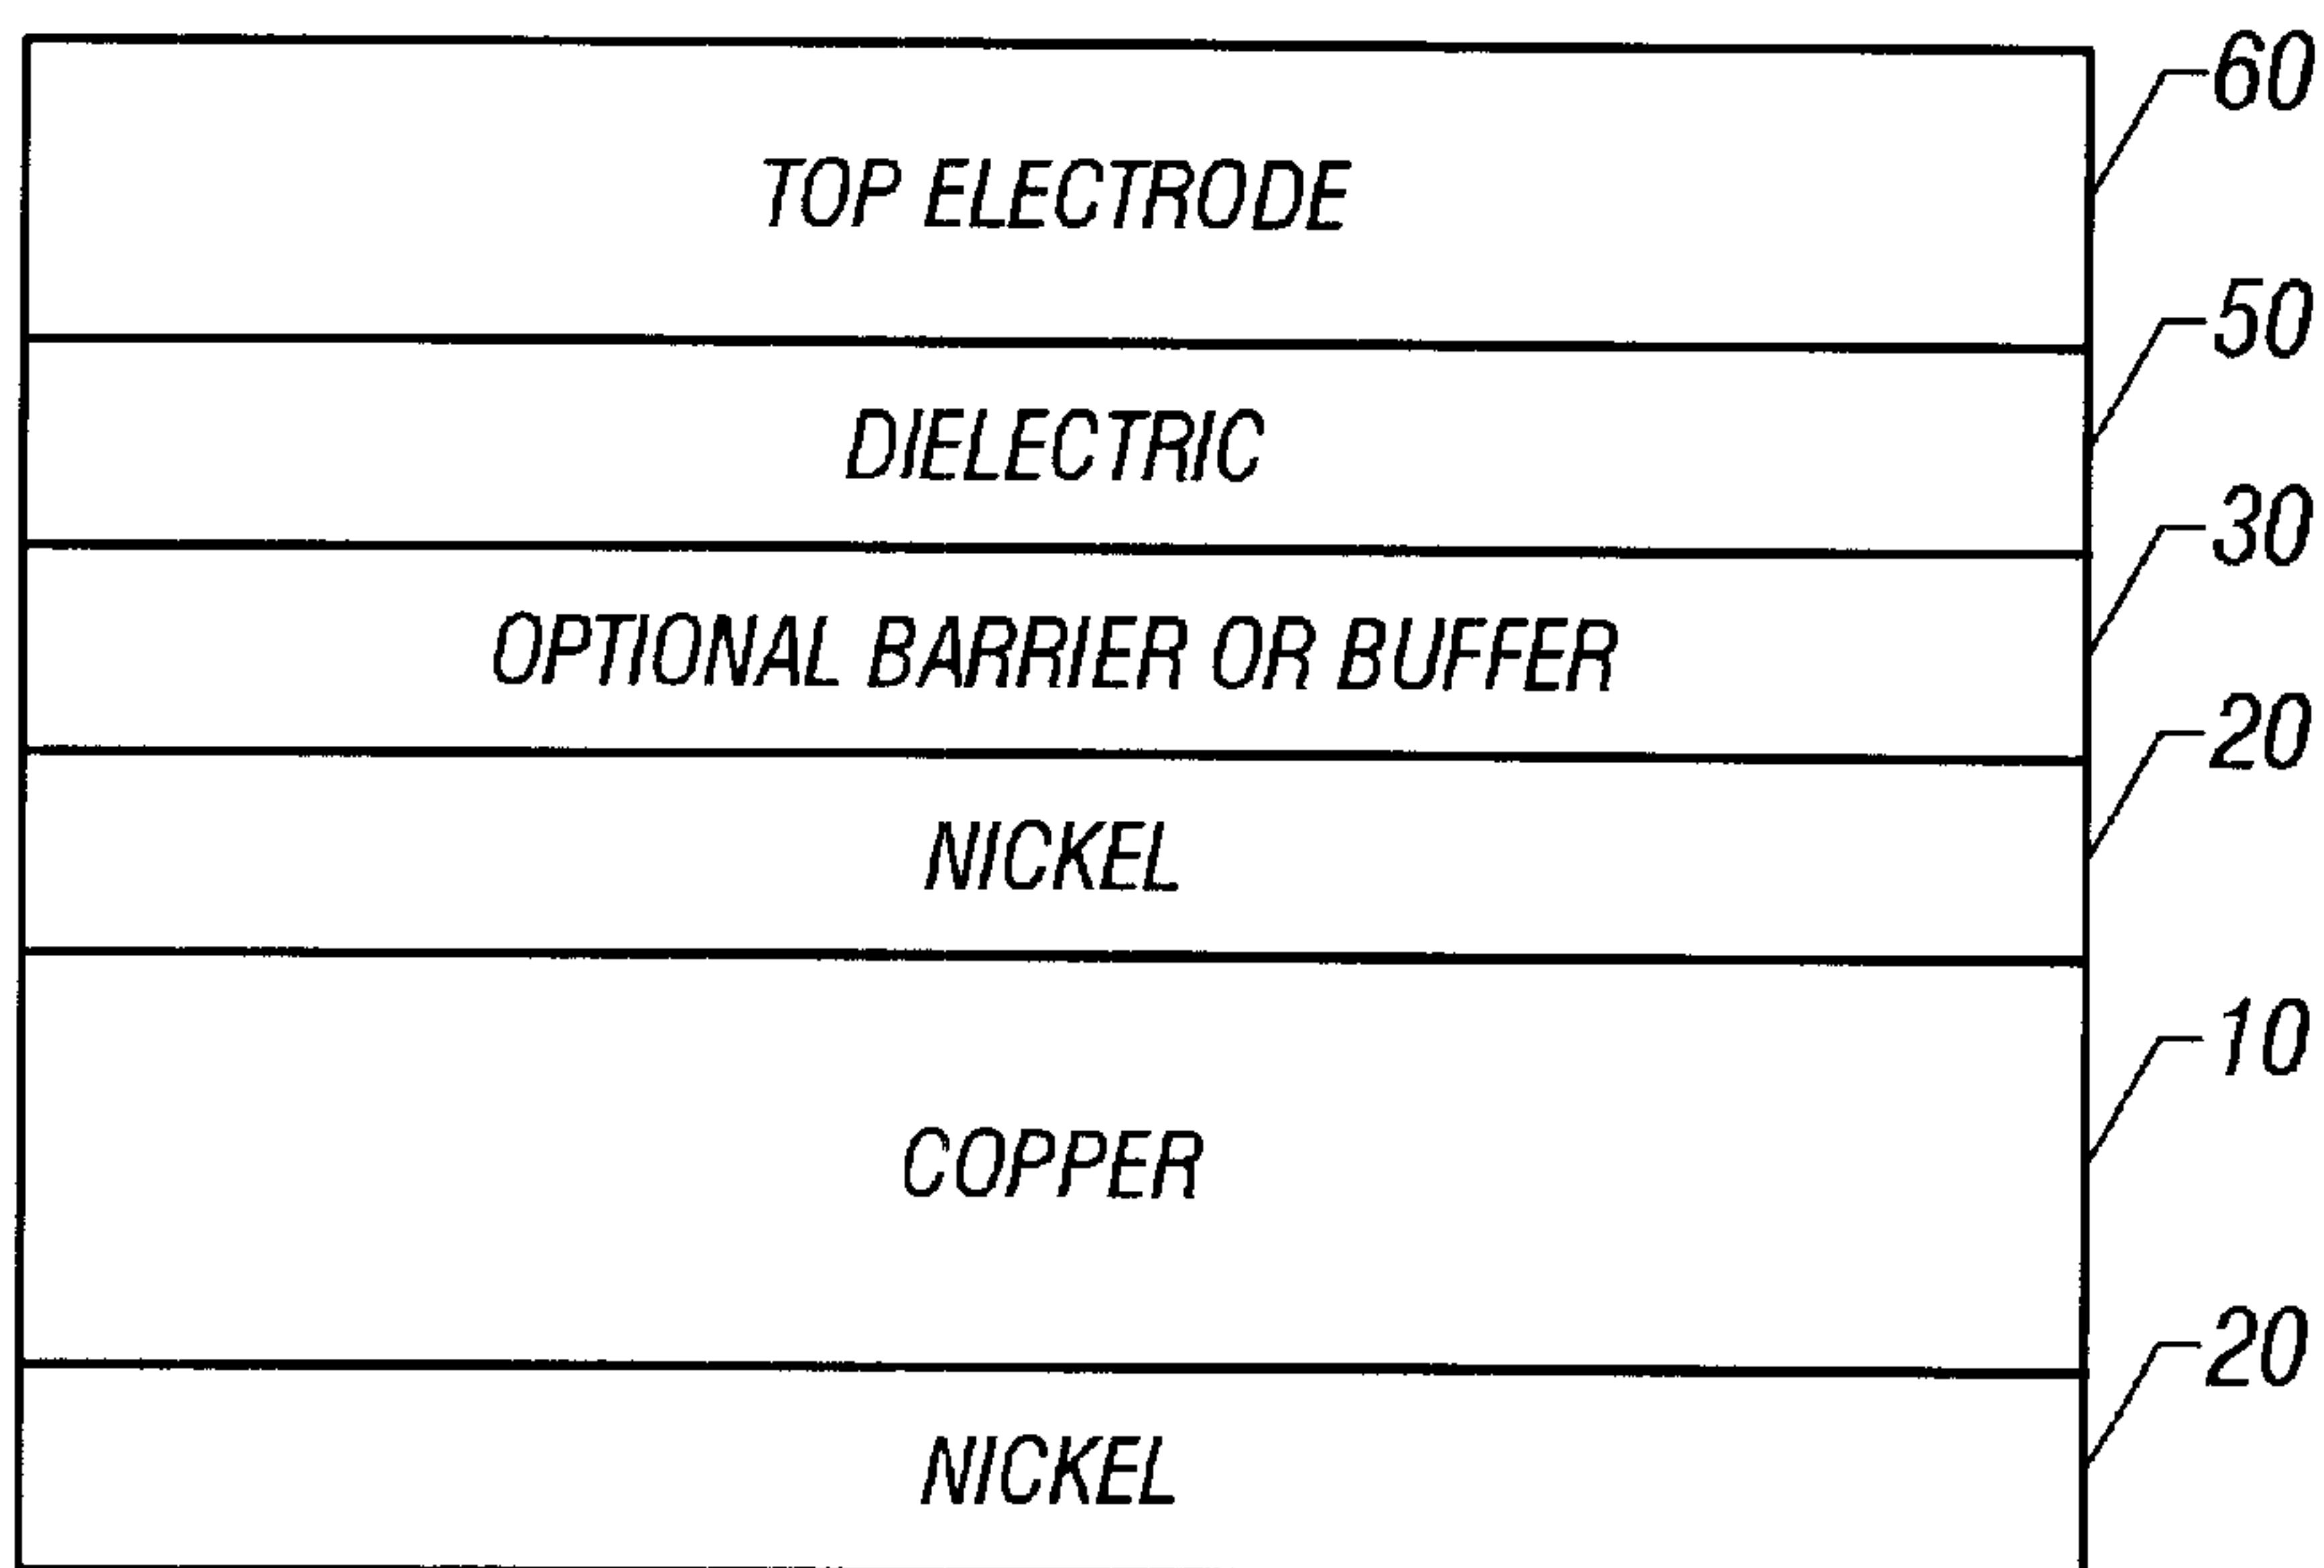 60
TOP ELECTRODE
50
DIELECTRIC
30
OPTIONAL BARRIER OR BUFFER
20
NICKEL
10
COPPER
20
NICKEL